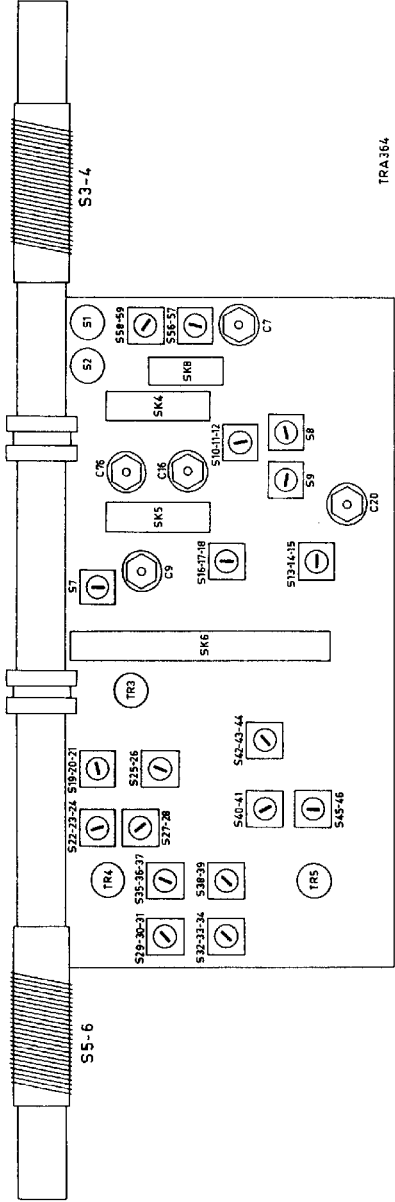 S3-4
TRA364
S1
S2
S58-59
S56-57
C7
SK8
SK4
C76
C16
S10-11-12
S8
S9
C20
SK5
S7
C9
S16-17-18
S13-14-15
SK6
TR3
S19-20-21
S25-26
S42-43-44
S22-23-24
S27-28
S40-41
S45-46
TR4
S35-36-37
S38-39
TR5
S29-30-31
S32-33-34
S5-6